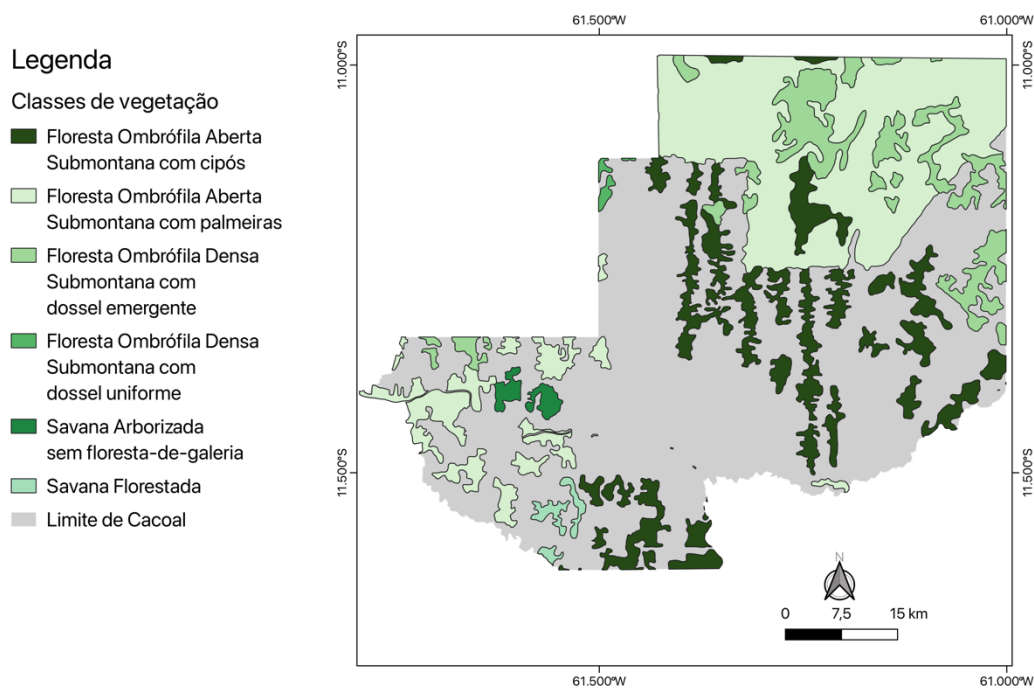 Legenda
Classes de vegetação
Floresta Ombrófila Aberta
Submontana com cipós
Floresta Ombrófila Aberta
Submontana com palmeiras
Floresta Ombrófila Densa
Submontana com
dossel emergente
Floresta Ombrófila Densa
Submontana com
dossel uniforme
Savana Arborizada
sem floresta-de-galeria
Savana Florestada
Limite de Cacoal
61.500°W
61.000°W
11.000°S
11.000°S
11.500°S
11.500°S
N
0 7,5 15 km
61.500°W
61.000°W